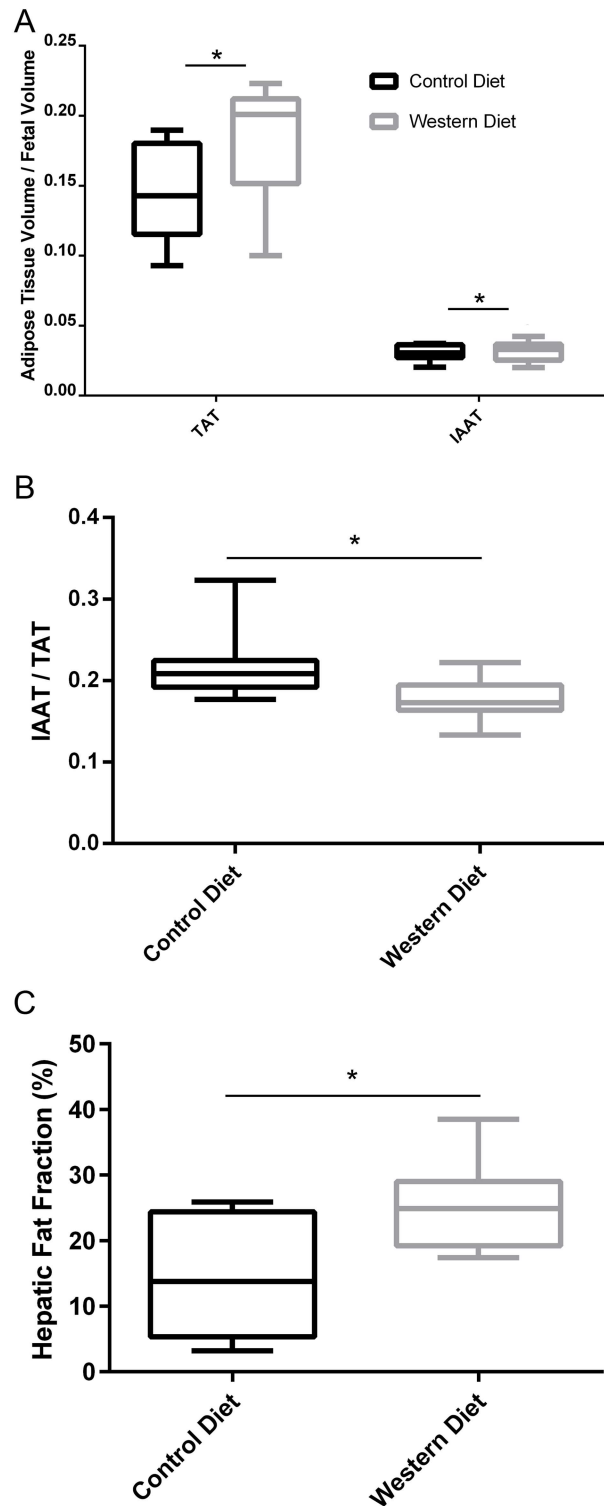 A
Adipose Tissue Volume / Fetal Volume
0.25
0.20
0.15
0.10
0.05
0.00
*
*
Control Diet
Western Diet
TAT
IAAT
B
IAAT / TAT
0.4
0.3
0.2
0.1
0.0
*
Control Diet
Western Diet
C
Hepatic Fat Fraction (%)
50
40
30
20
10
0
*
Control Diet
Western Diet